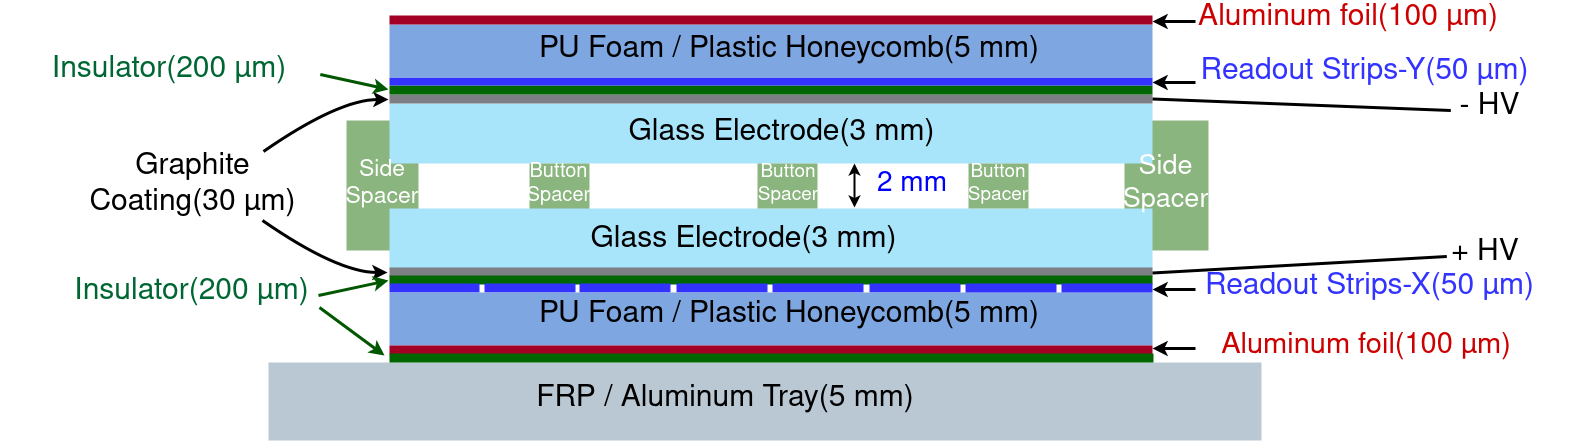 Aluminum foil(100 μm)
PU Foam / Plastic Honeycomb(5 mm)
Insulator(200 μm)
Readout Strips-Y(50 μm)
- HV
Glass Electrode(3 mm)
Graphite
Coating(30 μm)
Side
Spacer
Button
Spacer
Button
Spacer
2 mm
Button
Spacer
Side
Spacer
Glass Electrode(3 mm)
+ HV
Insulator(200 μm)
Readout Strips-X(50 μm)
PU Foam / Plastic Honeycomb(5 mm)
Aluminum foil(100 μm)
FRP / Aluminum Tray(5 mm)